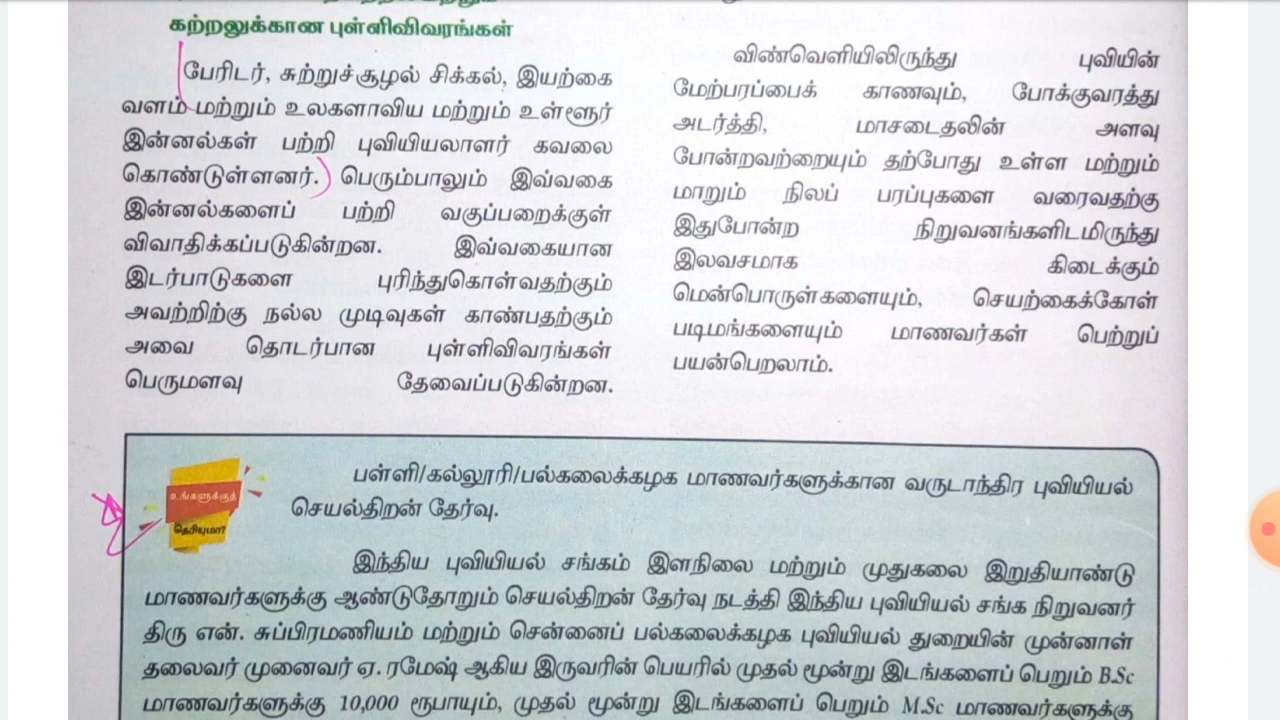 கற்றலுக்கான புள்ளிவிவரங்கள்
பேரிடர், சுற்றுச்சூழல் சிக்கல், இயற்கை
வளம் மற்றும் உலகளாவிய மற்றும் உள்ளூர்
இன்னல்கள் பற்றி புவியியலாளர் கவலை
கொண்டுள்ளனர். பெரும்பாலும் இவ்வகை
இன்னல்களைப் பற்றி வகுப்பறைக்குள்
விவாதிக்கப்படுகின்றன. இவ்வகையான
இடர்பாடுகளை புரிந்துகொள்வதற்கும்
அவற்றிற்கு நல்ல முடிவுகள் காண்பதற்கும்
அவை தொடர்பான புள்ளிவிவரங்கள்
பெருமளவு தேவைப்படுகின்றன.
விண்வெளியிலிருந்து புவியின்
மேற்பரப்பைக் காணவும், போக்குவரத்து
அடர்த்தி, மாசடைதலின் அளவு
போன்றவற்றையும் தற்போது உள்ள மற்றும்
மாறும் நிலப் பரப்புகளை வரைவதற்கு
இதுபோன்ற நிறுவனங்களிடமிருந்து
இலவசமாக கிடைக்கும்
மென்பொருள்களையும், செயற்கைக்கோள்
படிமங்களையும் மாணவர்கள் பெற்றுப்
பயன்பெறலாம்.
உங்களுக்குத்
தெரியுமா?
பள்ளி/கல்லூரி/பல்கலைக்கழக மாணவர்களுக்கான வருடாந்திர புவியியல்
செயல்திறன் தேர்வு.
இந்திய புவியியல் சங்கம் இளநிலை மற்றும் முதுகலை இறுதியாண்டு
மாணவர்களுக்கு ஆண்டுதோறும் செயல்திறன் தேர்வு நடத்தி இந்திய புவியியல் சங்க நிறுவனர்
திரு என். சுப்பிரமணியம் மற்றும் சென்னைப் பல்கலைக்கழக புவியியல் துறையின் முன்னாள்
தலைவர் முனைவர் ஏ. ரமேஷ் ஆகிய இருவரின் பெயரில் முதல் மூன்று இடங்களைப் பெறும் B.Sc
மாணவர்களுக்கு 10,000 ரூபாயும், முதல் மூன்று இடங்களைப் பெறும் M.Sc மாணவர்களுக்கு